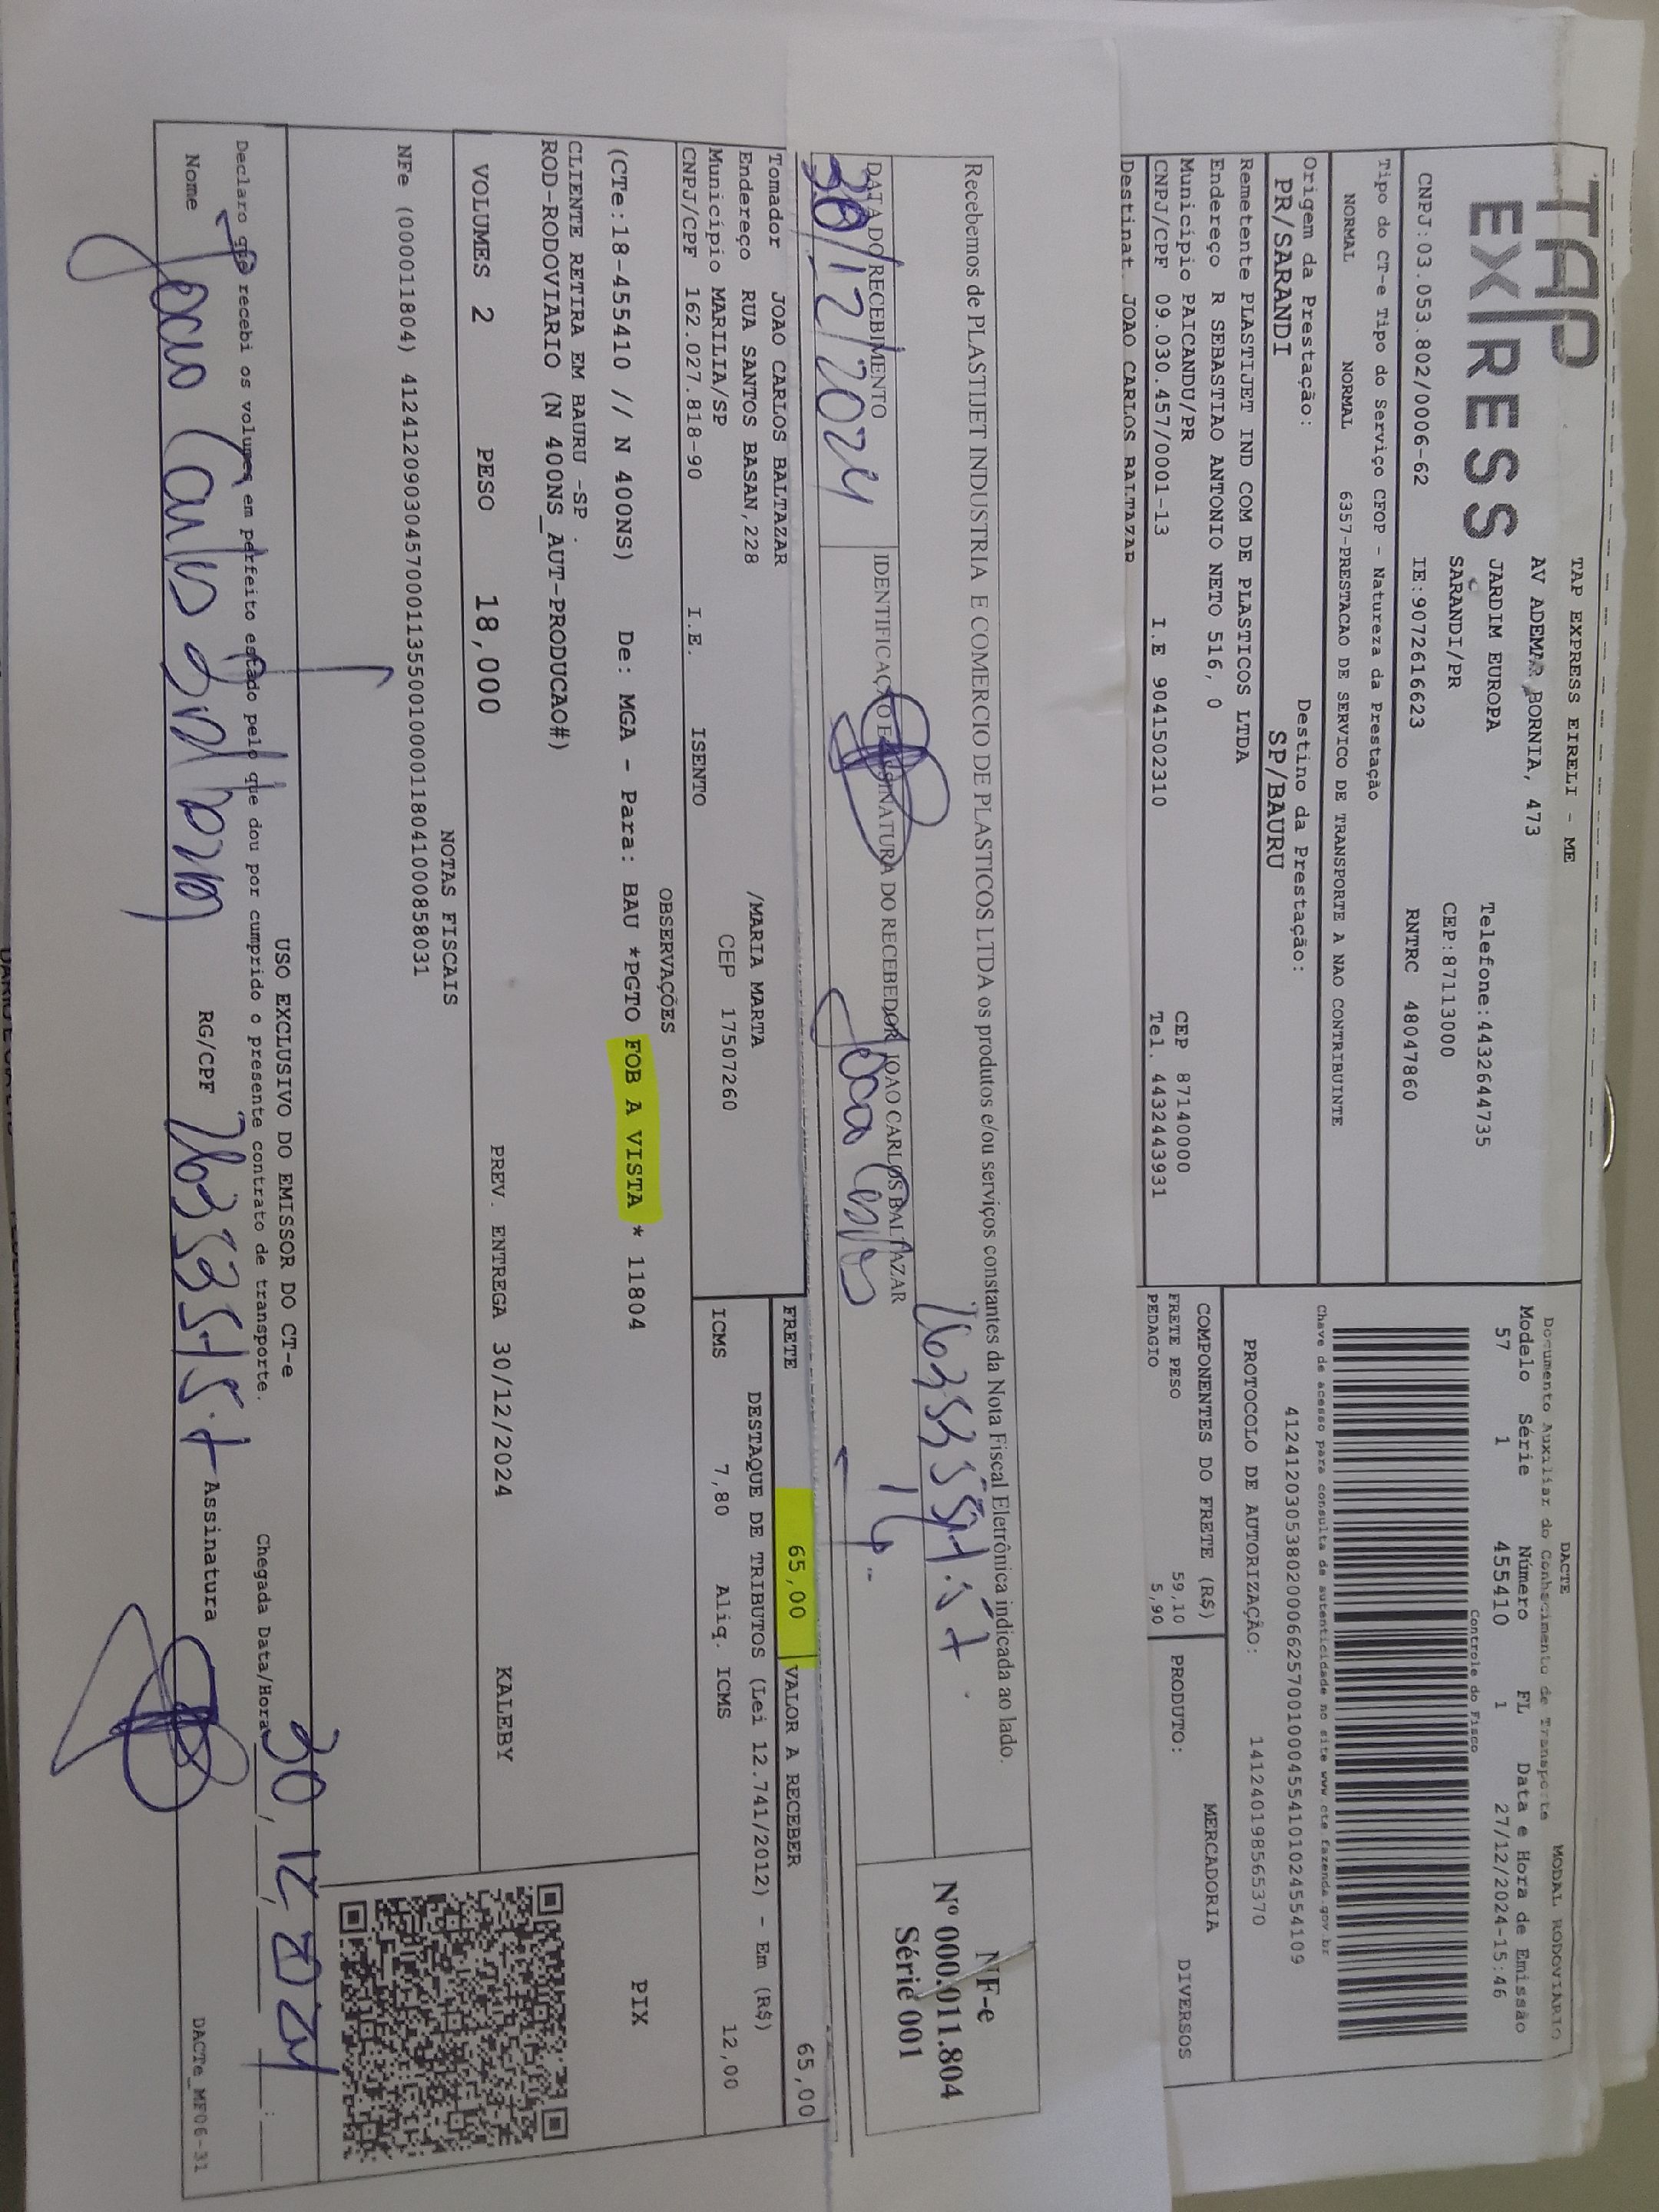 TAP
EXPRESS
TAP EXPRESS EIRELI - ME
AV ADEMAR BORNIA, 473
JARDIM EUROPA
Telefone:4432644735
SARANDI/PR
CEP:87113000
CNPJ:03.053.802/0006-62 IE:9072616623 RNTRC 48047860
DACTE
MODAL RODOVIARIO
Documento Auxiliar do Conhecimento de Transporte
Modelo Série Número FL Data e Hora de Emissão
57 1 455410 1 27/12/2024-15:46
Controle do Fisco
Tipo do CT-e Tipo do Serviço CFOP - Natureza da Prestação
NORMAL NORMAL 6357-PRESTACAO DE SERVICO DE TRANSPORTE A NAO CONTRIBUINTE
Chave de acesso para consulta de autenticidade no site www.cte.fazenda.gov.br
41241203053802000662570010004554101024554109
Origem da Prestação: Destino da Prestação:
PR/SARANDI SP/BAURU
PROTOCOLO DE AUTORIZAÇÃO: 141240198565370
Remetente PLASTIJET IND COM DE PLASTICOS LTDA
Endereço R SEBASTIAO ANTONIO NETO 516, 0
Município PAICANDU/PR CEP 87140000
CNPJ/CPF 09.030.457/0001-13 I.E 9041502310 Tel. 4432443931
Destinat. JOAO CARLOS BALTAZAR
COMPONENTES DO FRETE (R$) MERCADORIA
FRETE PESO 59,10 PRODUTO: DIVERSOS
PEDAGIO 5,90
Recebemos de PLASTIJET INDUSTRIA E COMERCIO DE PLASTICOS LTDA os produtos e/ou serviços constantes da Nota Fiscal Eletrônica indicada ao lado.
NF-e
Nº 000.011.804
Série 001
DATA DO RECEBIMENTO IDENTIFICAÇÃO E ASSINATURA DO RECEBEDOR JOAO CARLOS BALTAZAR
30/12/2024 Joao Carlos
Tomador JOAO CARLOS BALTAZAR
Endereço RUA SANTOS BASAN,228 /MARIA MARTA
Município MARILIA/SP CEP 17507260
CNPJ/CPF 162.027.818-90 I.E. ISENTO
FRETE 65,00 VALOR A RECEBER 65,00
DESTAQUE DE TRIBUTOS (Lei 12.741/2012) - Em (R$)
ICMS 7,80 Aliq. ICMS 12,00
OBSERVAÇÕES
(CTe:18-455410 // N 400NS) De: MGA - Para: BAU *PGTO FOB A VISTA * 11804
CLIENTE RETIRA EM BAURU -SP .
ROD-RODOVIARIO (N 400NS_AUT-PRODUCAO#)
PIX
VOLUMES 2 PESO 18,000 PREV. ENTREGA 30/12/2024 KALEBY
NOTAS FISCAIS
NFe (000011804) 41241209030457000113550010000118041000858031
USO EXCLUSIVO DO EMISSOR DO CT-e
Declaro que recebi os volumes em perfeito estado pelo que dou por cumprido o presente contrato de transporte.
Chegada Data/Hora 30 12 2024
Nome Joao Carlos RG/CPF Assinatura
DACTe_MF06-31